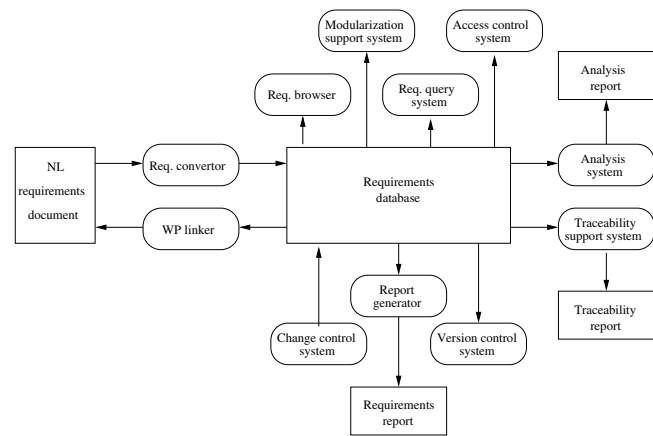 Modularization
support system
Access control
system
Req. browser
Req. query
system
Analysis
report
NL
requirements
document
Req. convertor
Requirements
database
Analysis
system
WP linker
Traceability
support system
Report
generator
Change control
system
Version control
system
Traceability
report
Requirements
report